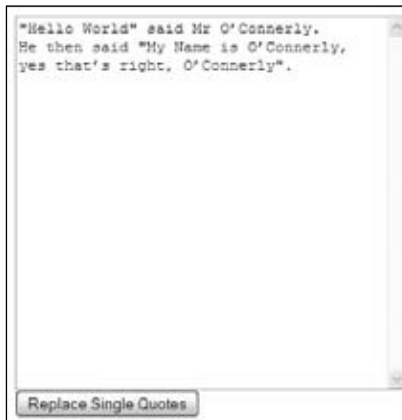 "Hello World" said Mr O'Connerly.
He then said "My Name is O'Connerly,
yes that's right, O'Connerly".
Replace Single Quotes